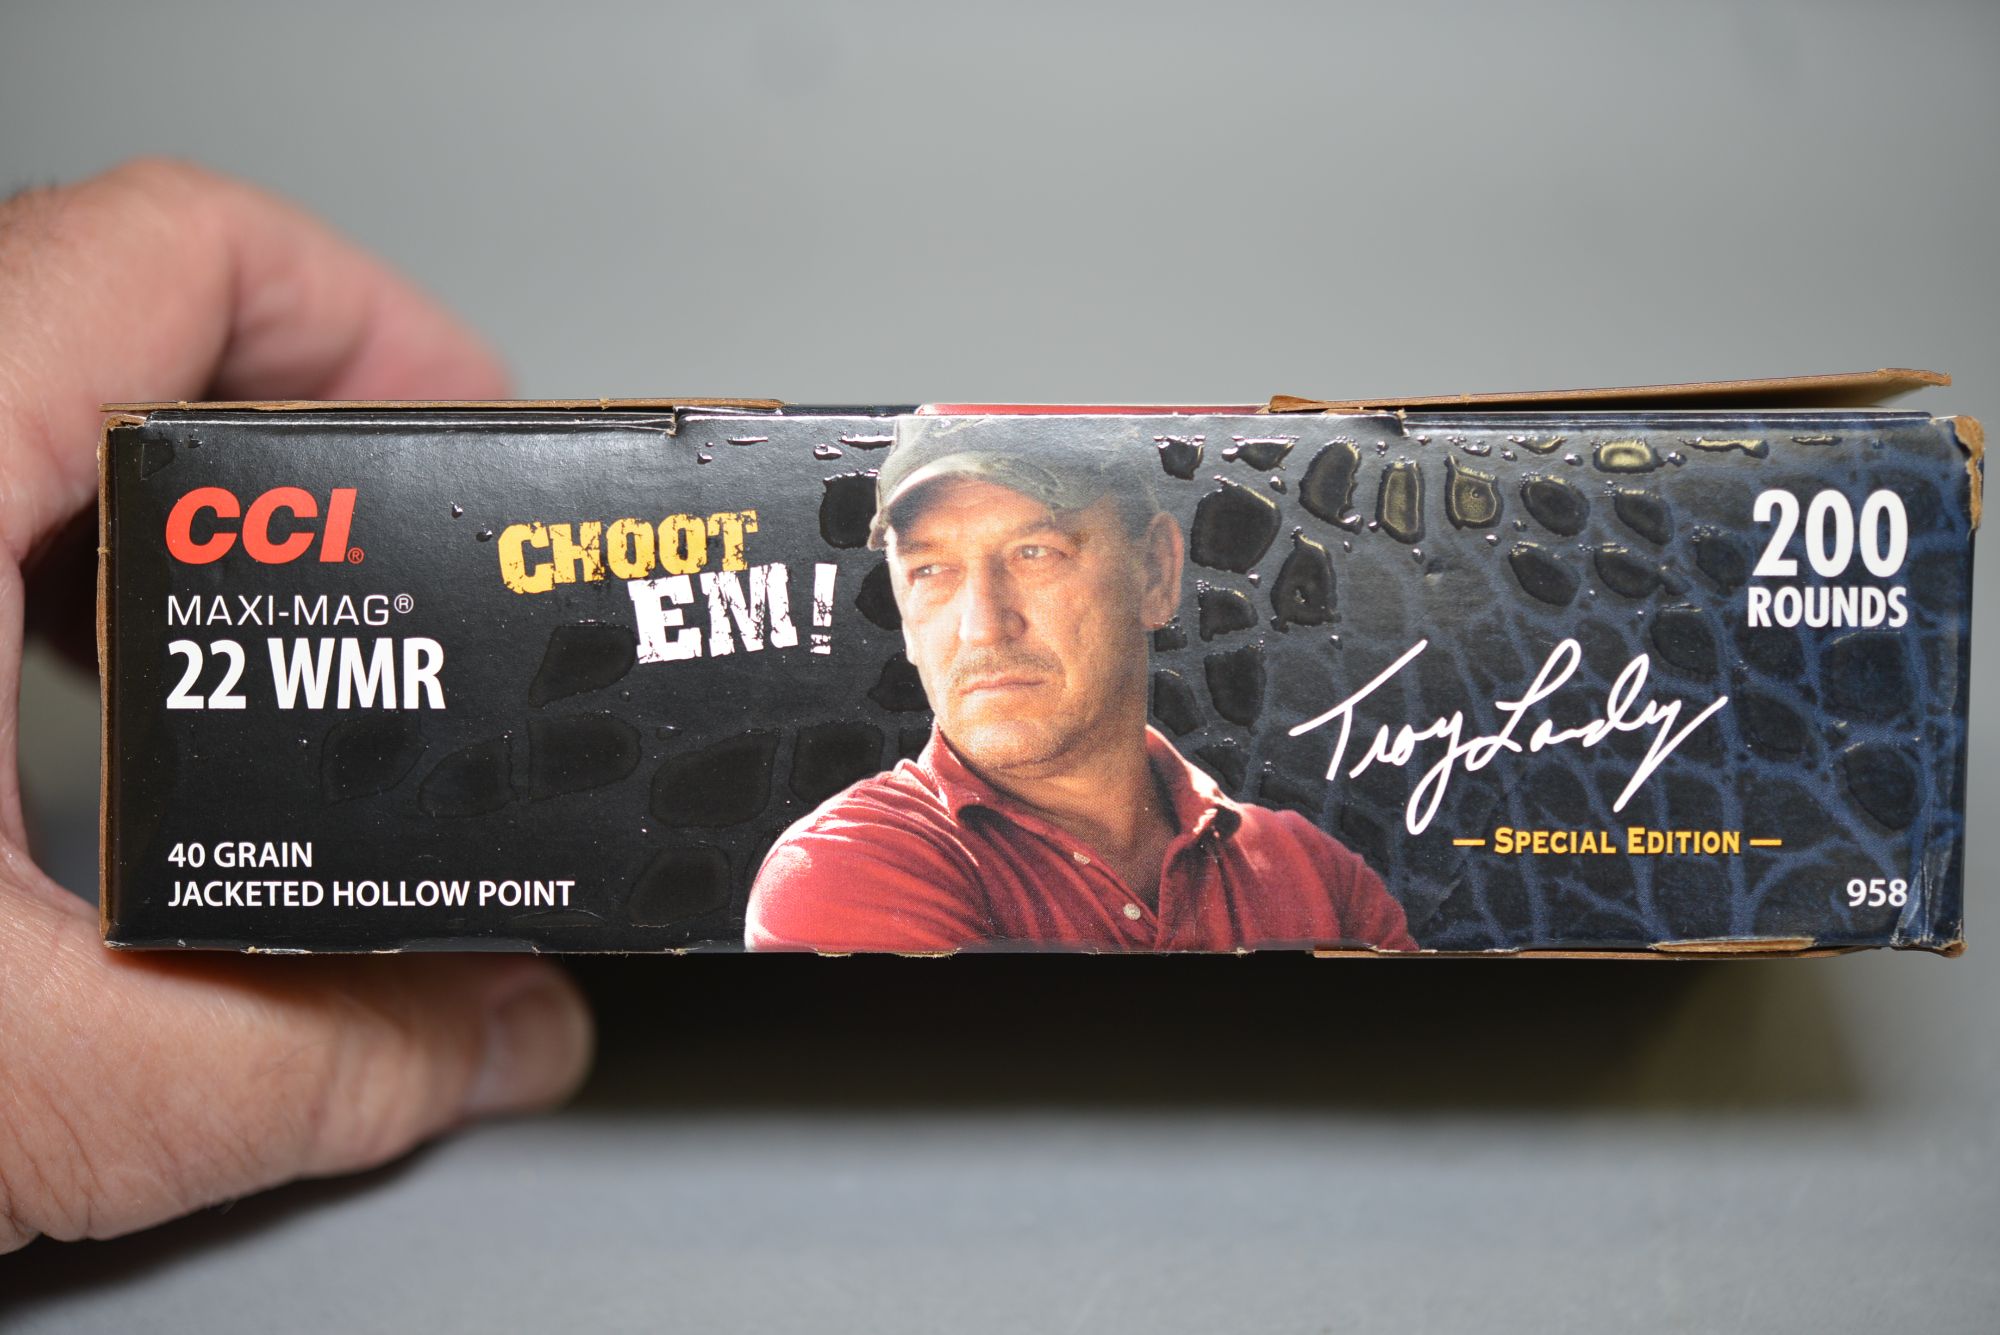 CCI®
MAXI-MAG®
22 WMR
40 GRAIN
JACKETED HOLLOW POINT
CHOOT
EM!
200
ROUNDS
Troy Landry
— SPECIAL EDITION —
958